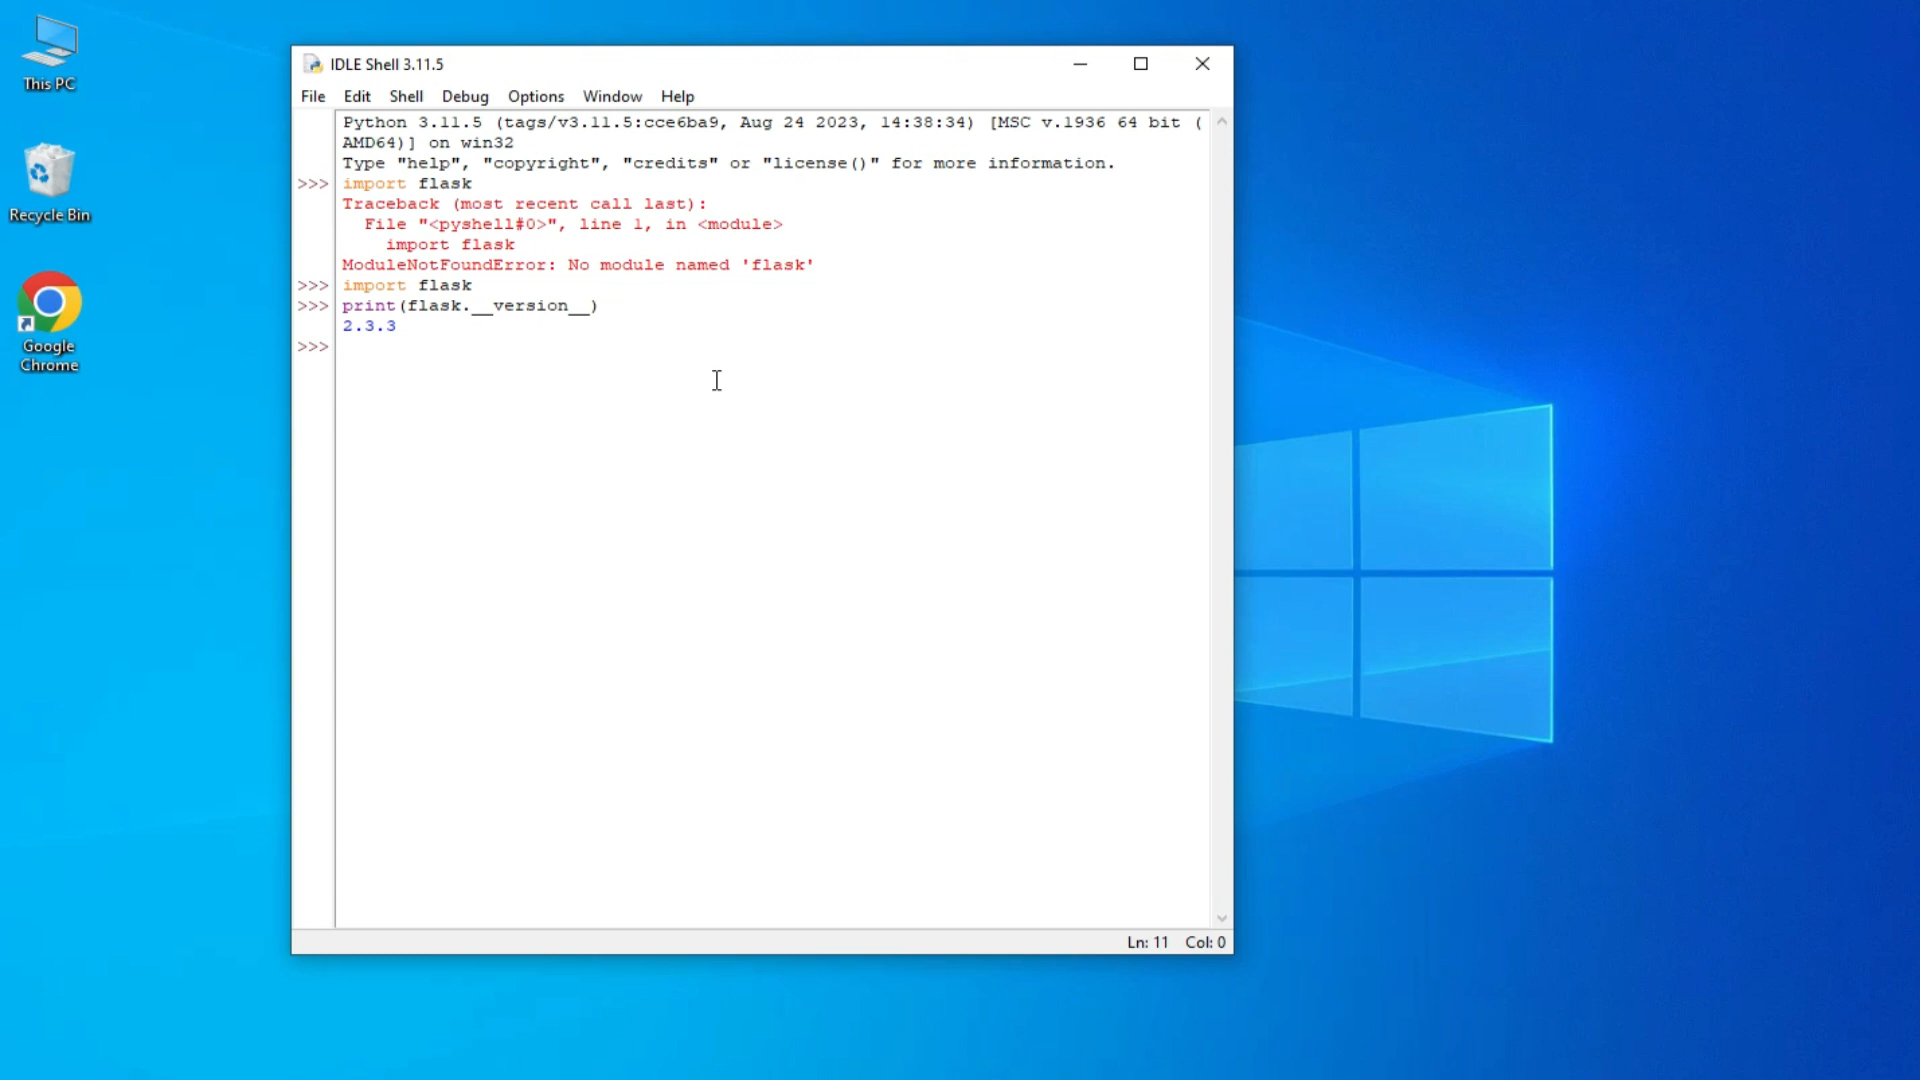 This PC
Recycle Bin
Google
Chrome
IDLE Shell 3.11.5
File Edit Shell Debug Options Window Help
Python 3.11.5 (tags/v3.11.5:cce6ba9, Aug 24 2023, 14:38:34) [MSC v.1936 64 bit (
AMD64)] on win32
Type "help", "copyright", "credits" or "license()" for more information.
>>> import flask
Traceback (most recent call last):
  File "<pyshell#0>", line 1, in <module>
    import flask
ModuleNotFoundError: No module named 'flask'
>>> import flask
>>> print(flask.__version__)
2.3.3
>>>
Ln: 11 Col: 0